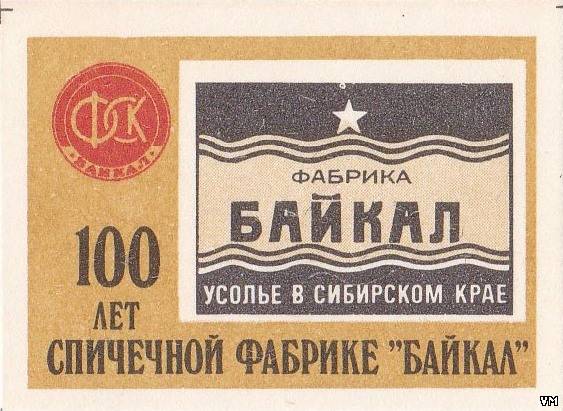 ФСК
• БАЙКАЛ •
ФАБРИКА
БАЙКАЛ
УСОЛЬЕ В СИБИРСКОМ КРАЕ
100
ЛЕТ
СПИЧЕЧНОЙ ФАБРИКЕ "БАЙКАЛ"
VM